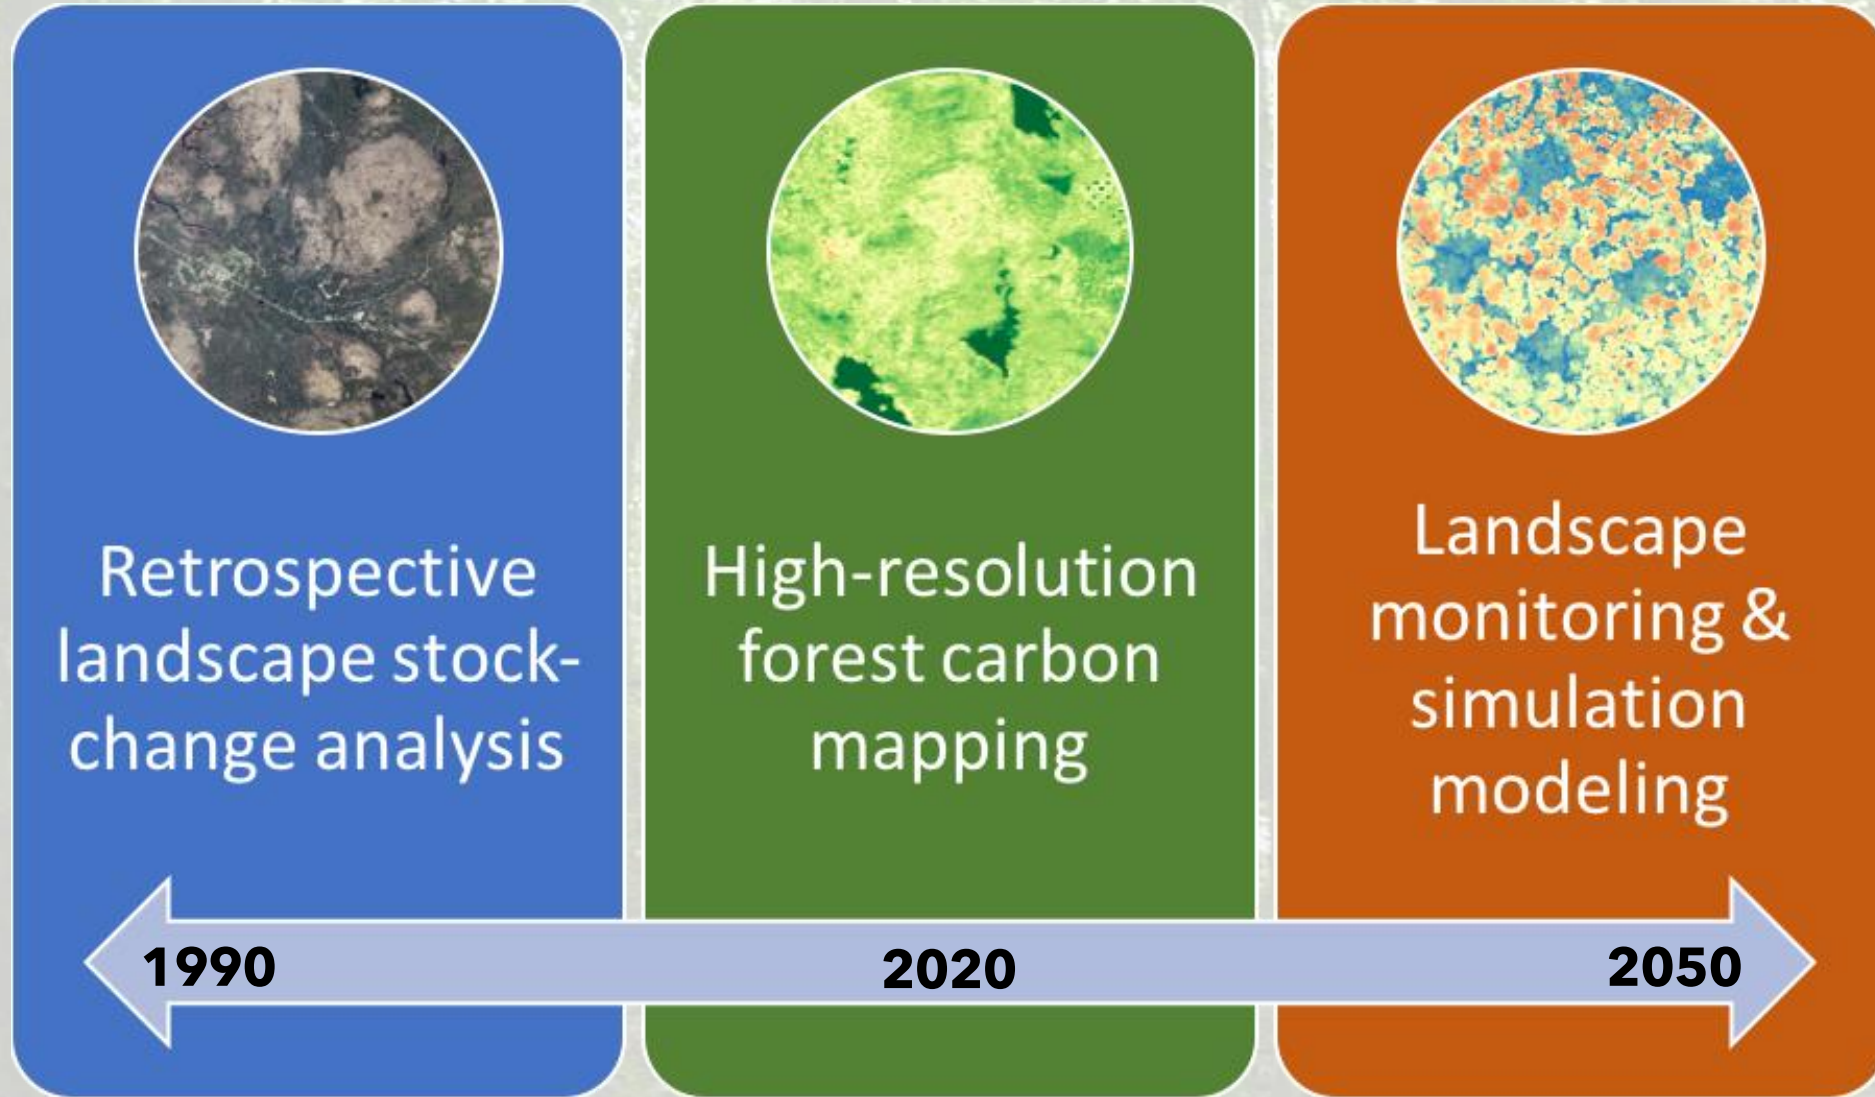 Retrospective
landscape stock-
change analysis
High-resolution
forest carbon
mapping
Landscape
monitoring &
simulation
modeling
1990
2020
2050